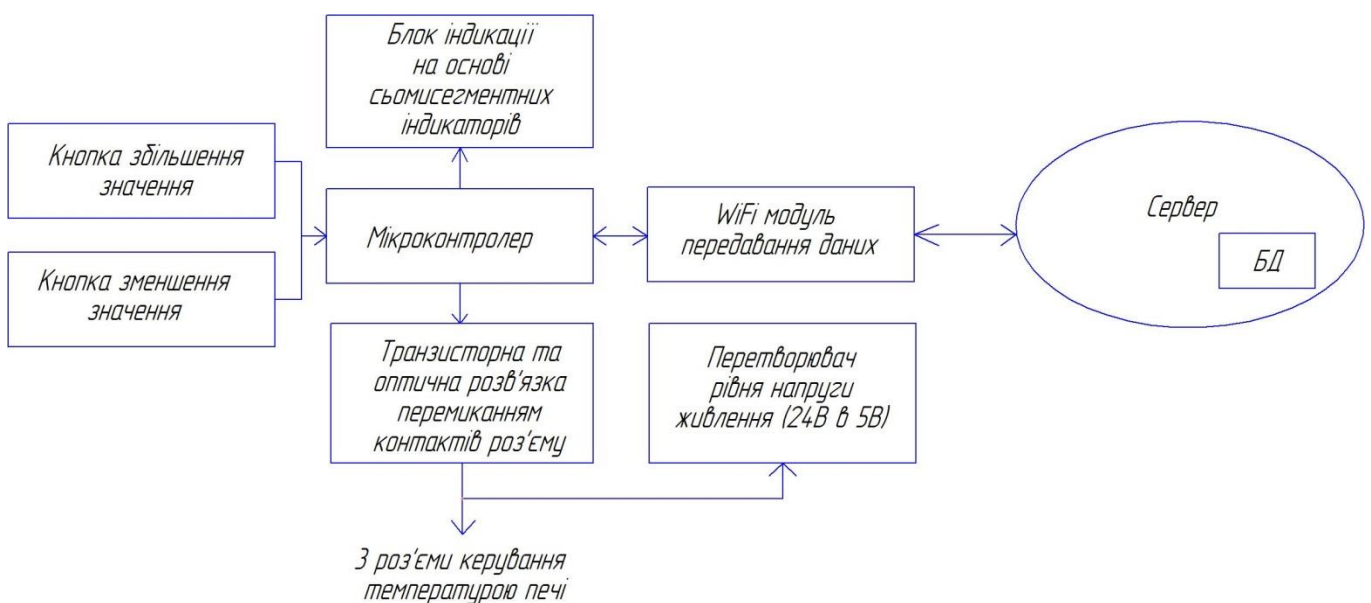 Блок індикації
на основі
сьомисегментних
індикаторів
Кнопка збільшення
значення
Мікроконтролер
WiFi модуль
передавання даних
Сервер
БД
Кнопка зменшення
значення
Транзисторна та
оптична розв'язка
перемиканням
контактів роз'єму
Перетворювач
рівня напруги
живлення (24В в 5В)
3 роз'єми керування
температурою печі